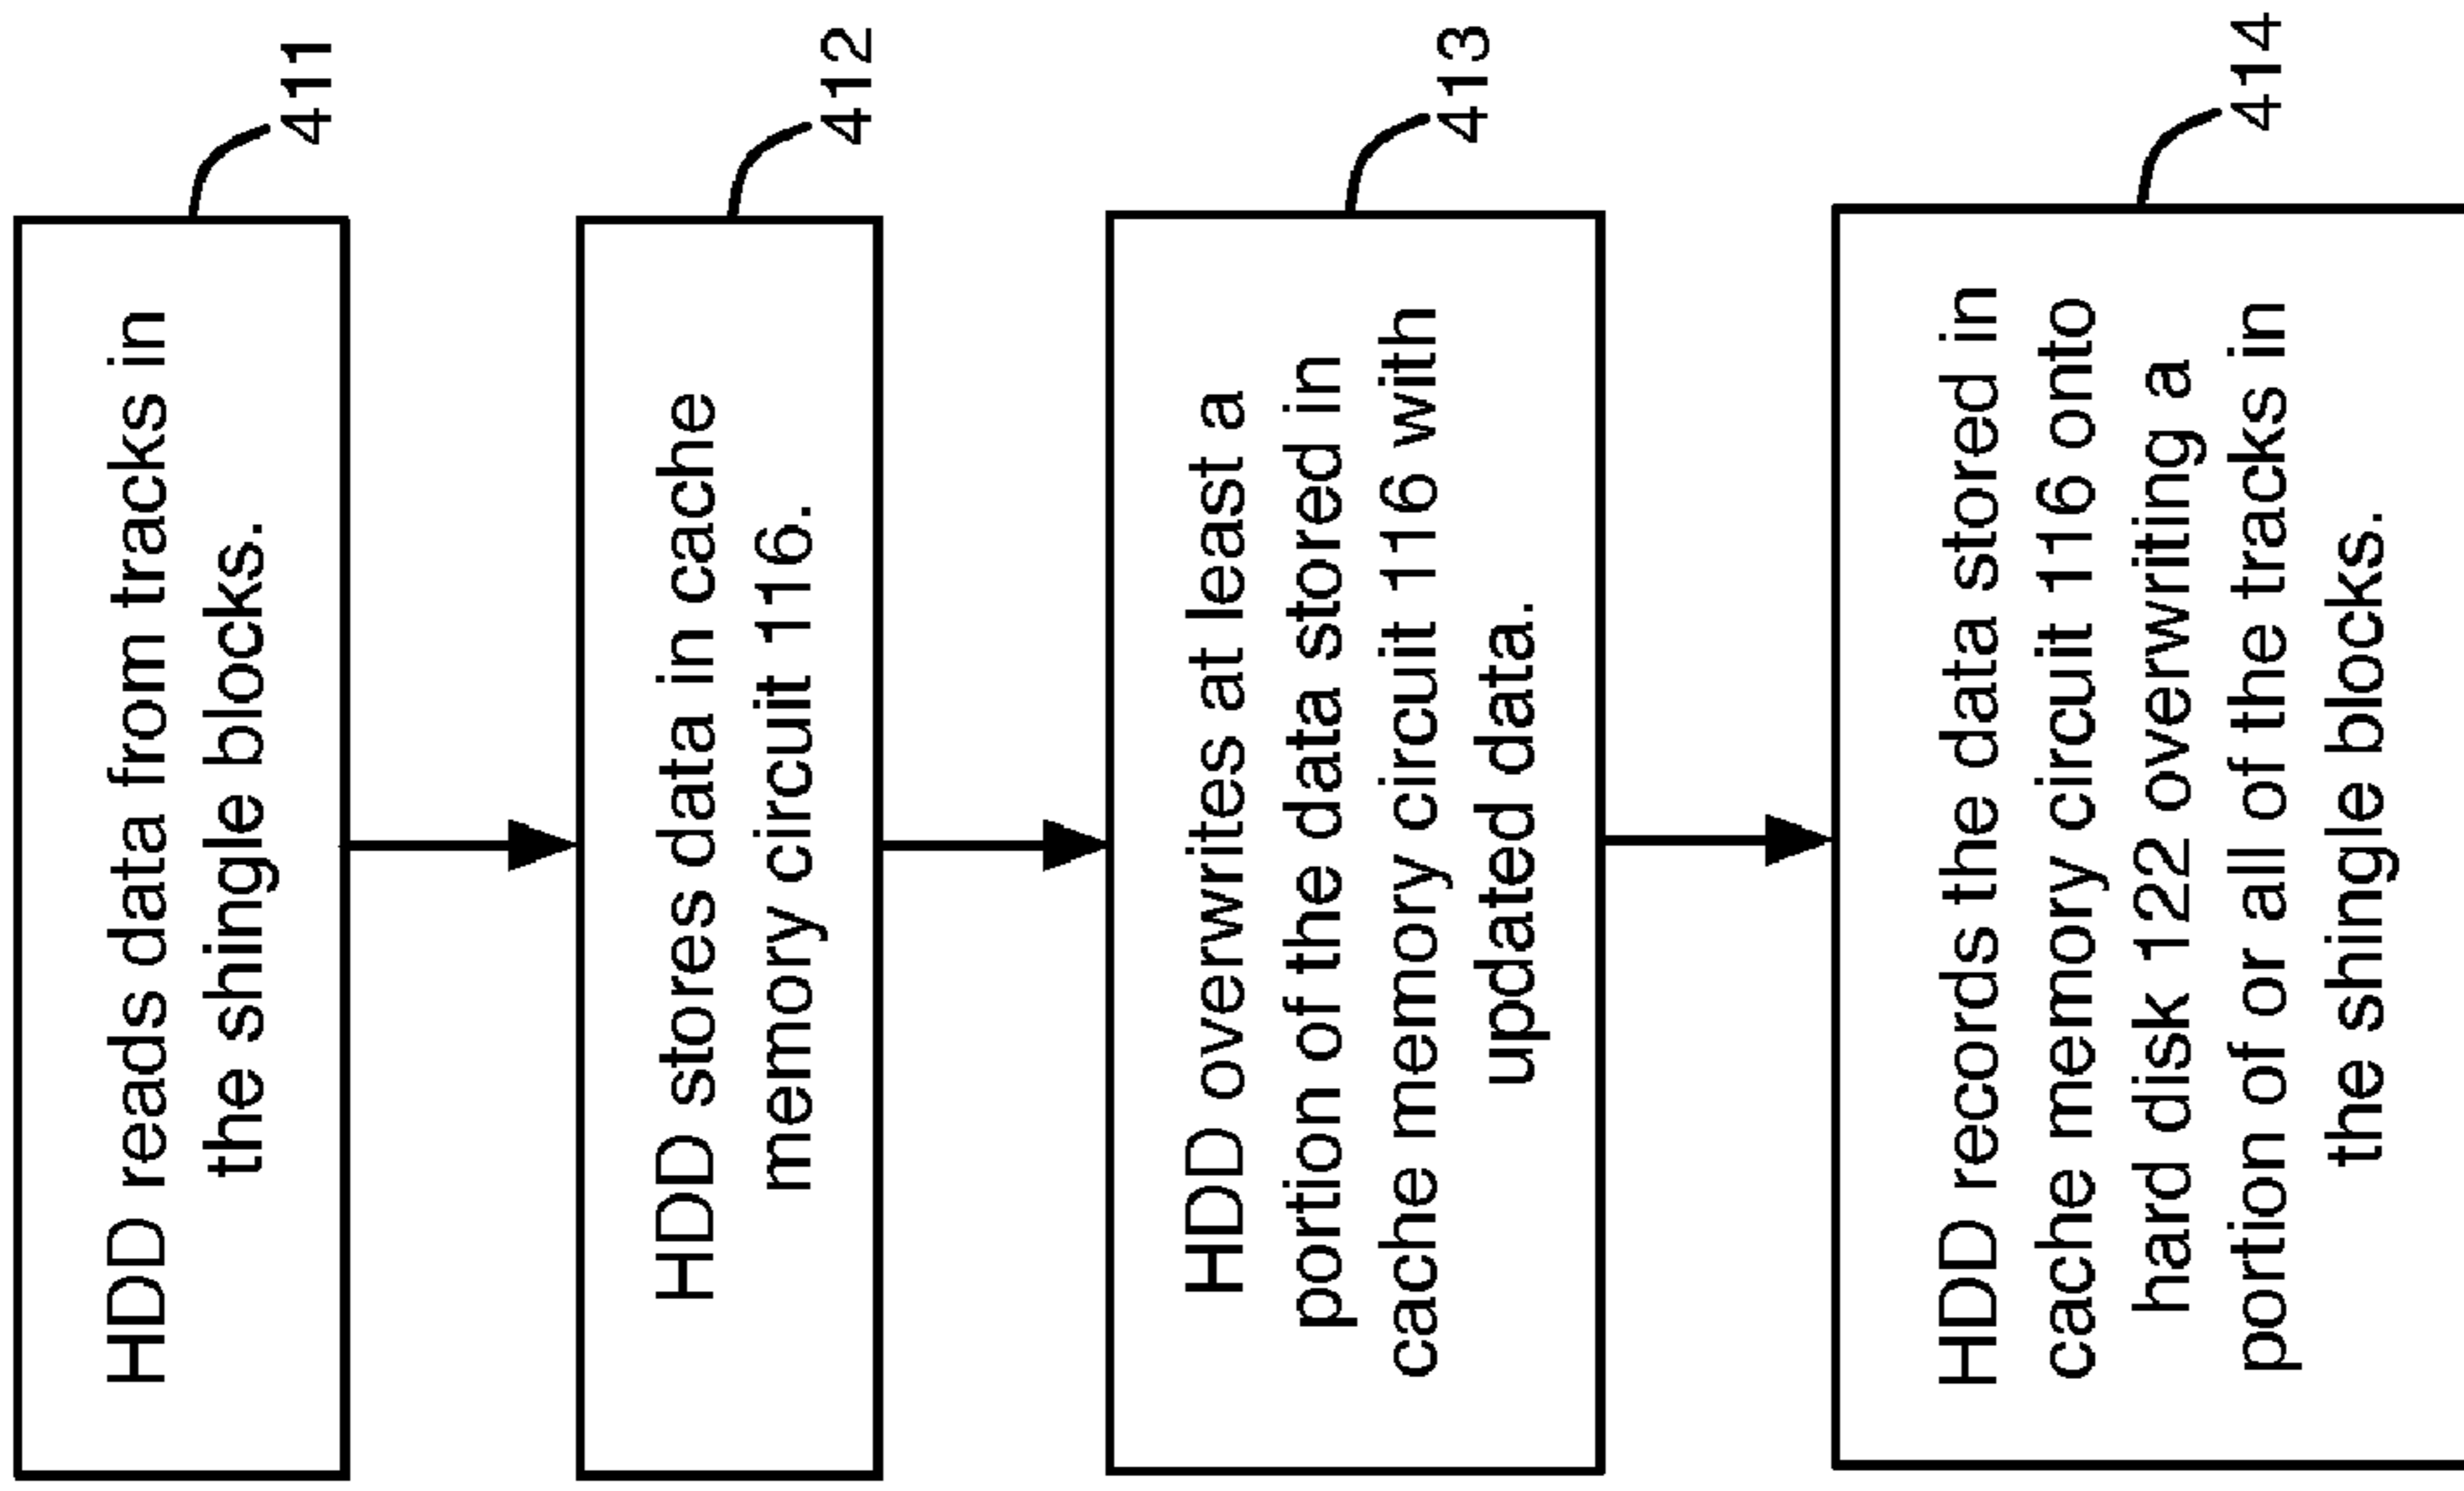 HDD reads data from tracks in
the shingle blocks.
411
HDD stores data in cache
memory circuit 116.
412
HDD overwrites at least a
portion of the data stored in
cache memory circuit 116 with
updated data.
413
HDD records the data stored in
cache memory circuit 116 onto
hard disk 122 overwriting a
portion of or all of the tracks in
the shingle blocks.
414